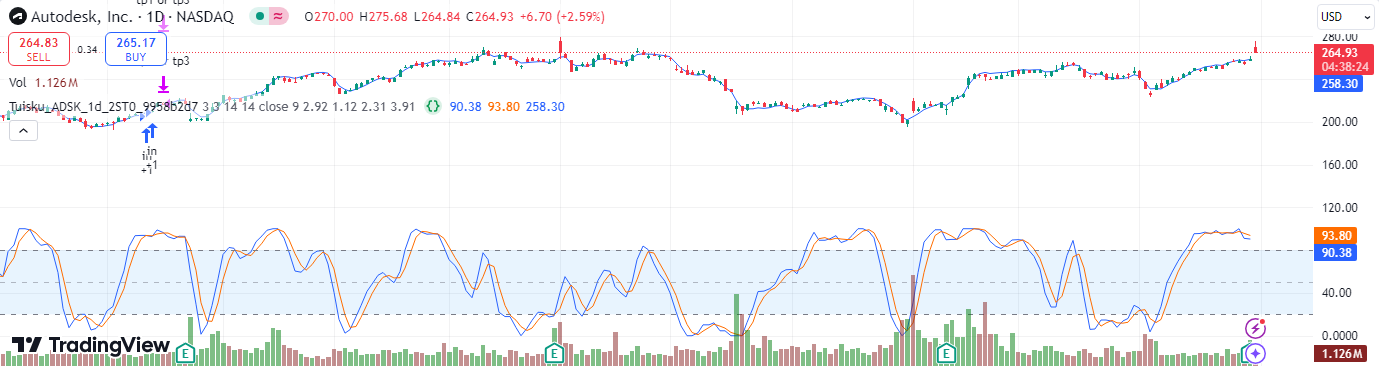 tp1 or tp3
Autodesk, Inc. · 1D · NASDAQ O270.00 H275.68 L264.84 C264.93 +6.70 (+2.59%)
USD
264.83 SELL 0.34 265.17 BUY
tp3
Vol 1.126M
Tuisku_ADSK_1d_2ST0_9958b2d7 3 3 14 14 close 9 2.92 1.12 2.31 3.91 90.38 93.80 258.30
in
in
+1
+1
280.00
264.93
04:38:24
258.30
200.00
160.00
120.00
93.80
90.38
40.00
0.0000
1.126M
TradingView
E
E
E